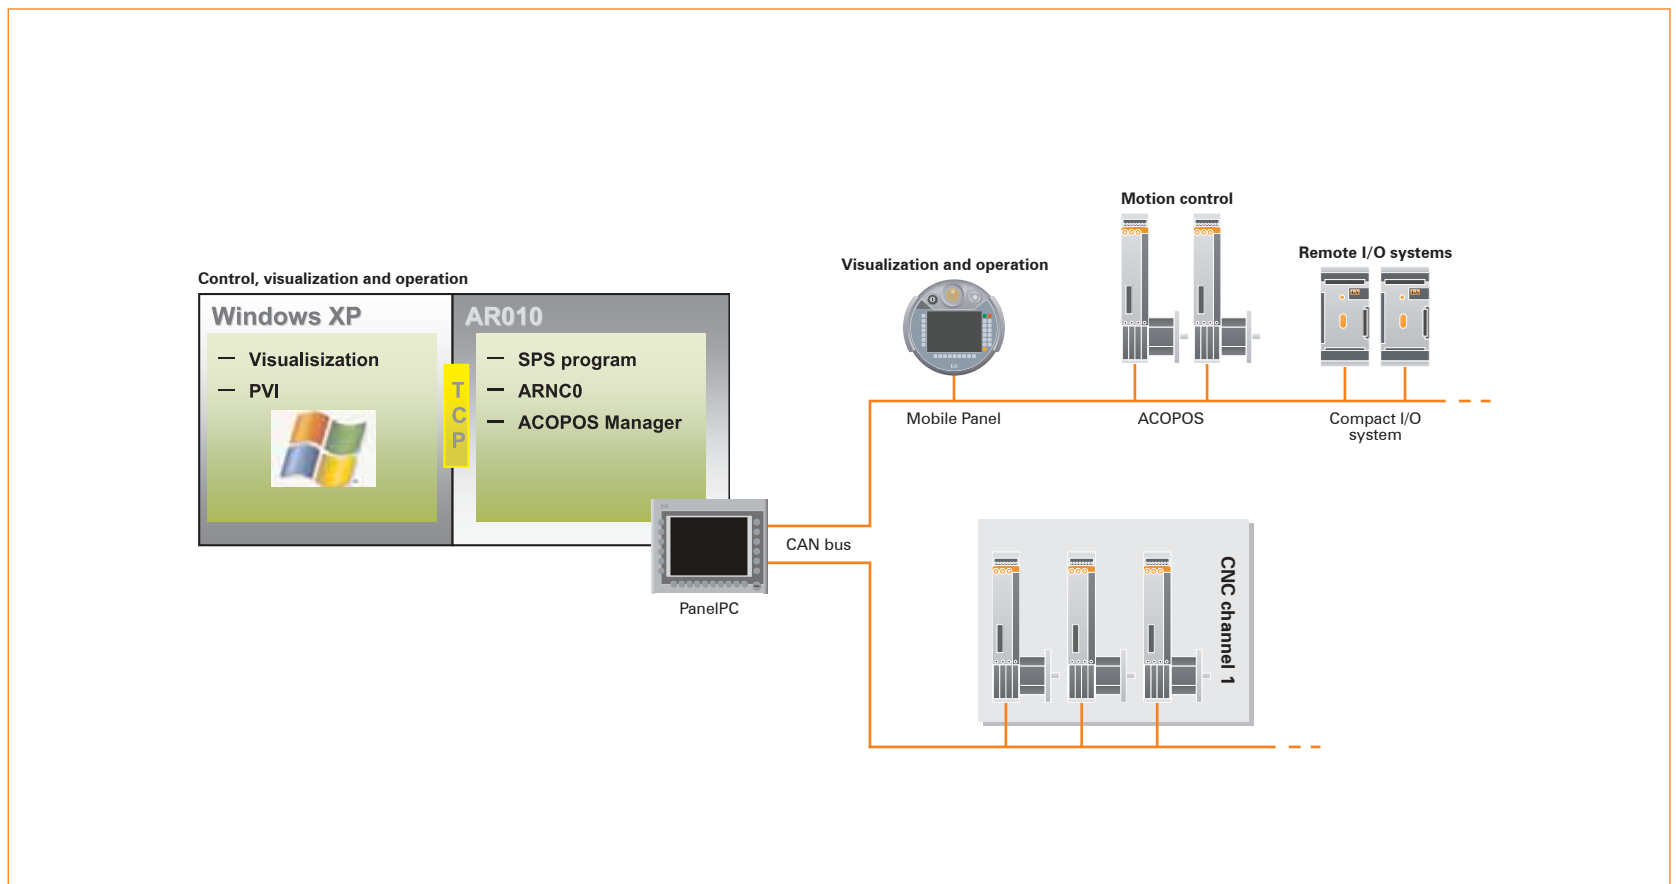 Control, visualization and operation
Windows XP
— Visualisization
— PVI
TCP
AR010
— SPS program
— ARNC0
— ACOPOS Manager
PanelPC
CAN bus
Visualization and operation
Mobile Panel
Motion control
ACOPOS
Remote I/O systems
Compact I/O
system
CNC channel 1